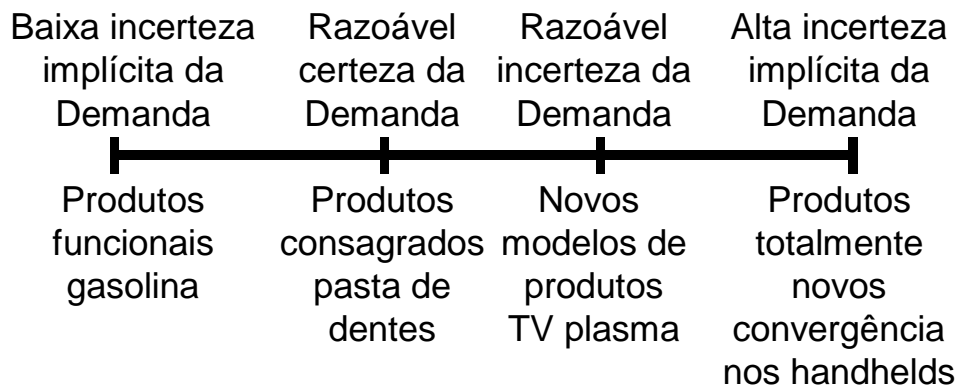 Baixa incerteza
implícita da
Demanda
Razoável
certeza da
Demanda
Razoável
incerteza da
Demanda
Alta incerteza
implícita da
Demanda
Produtos
funcionais
gasolina
Produtos
consagrados
pasta de
dentes
Novos
modelos de
produtos
TV plasma
Produtos
totalmente
novos
convergência
nos handhelds